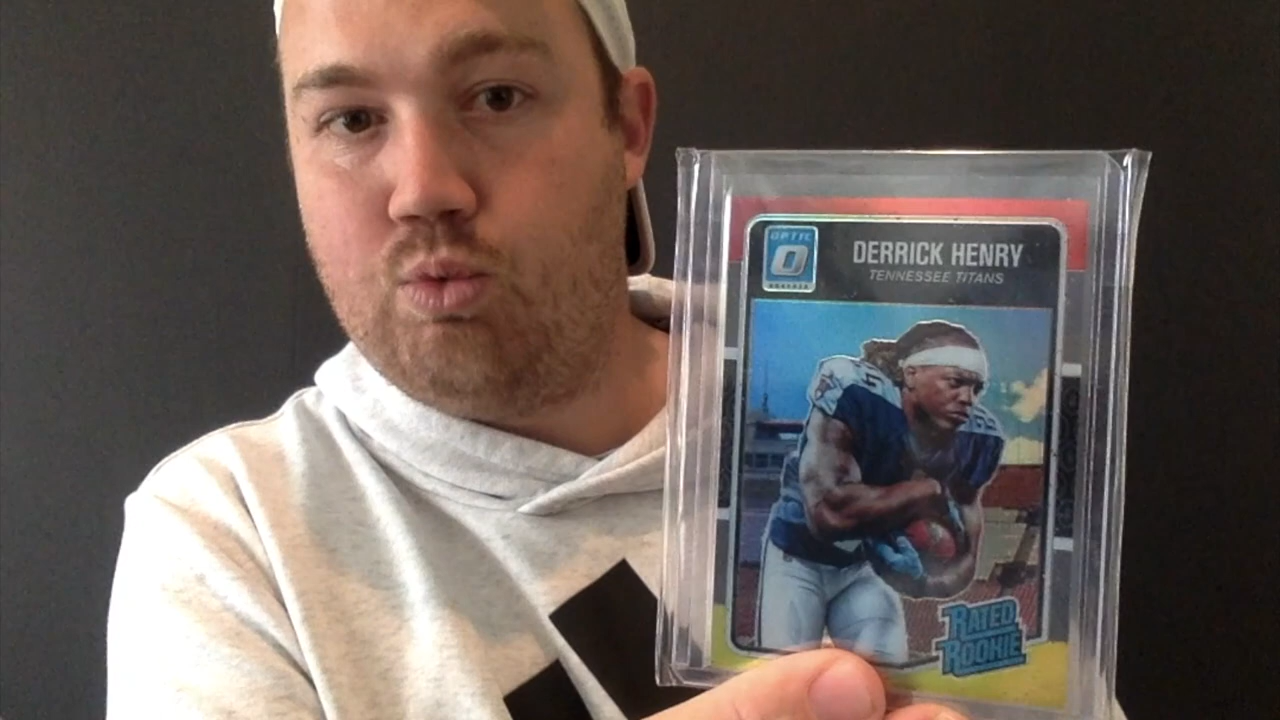 OPTIC
DERRICK HENRY
TENNESSEE TITANS
RATED
ROOKIE